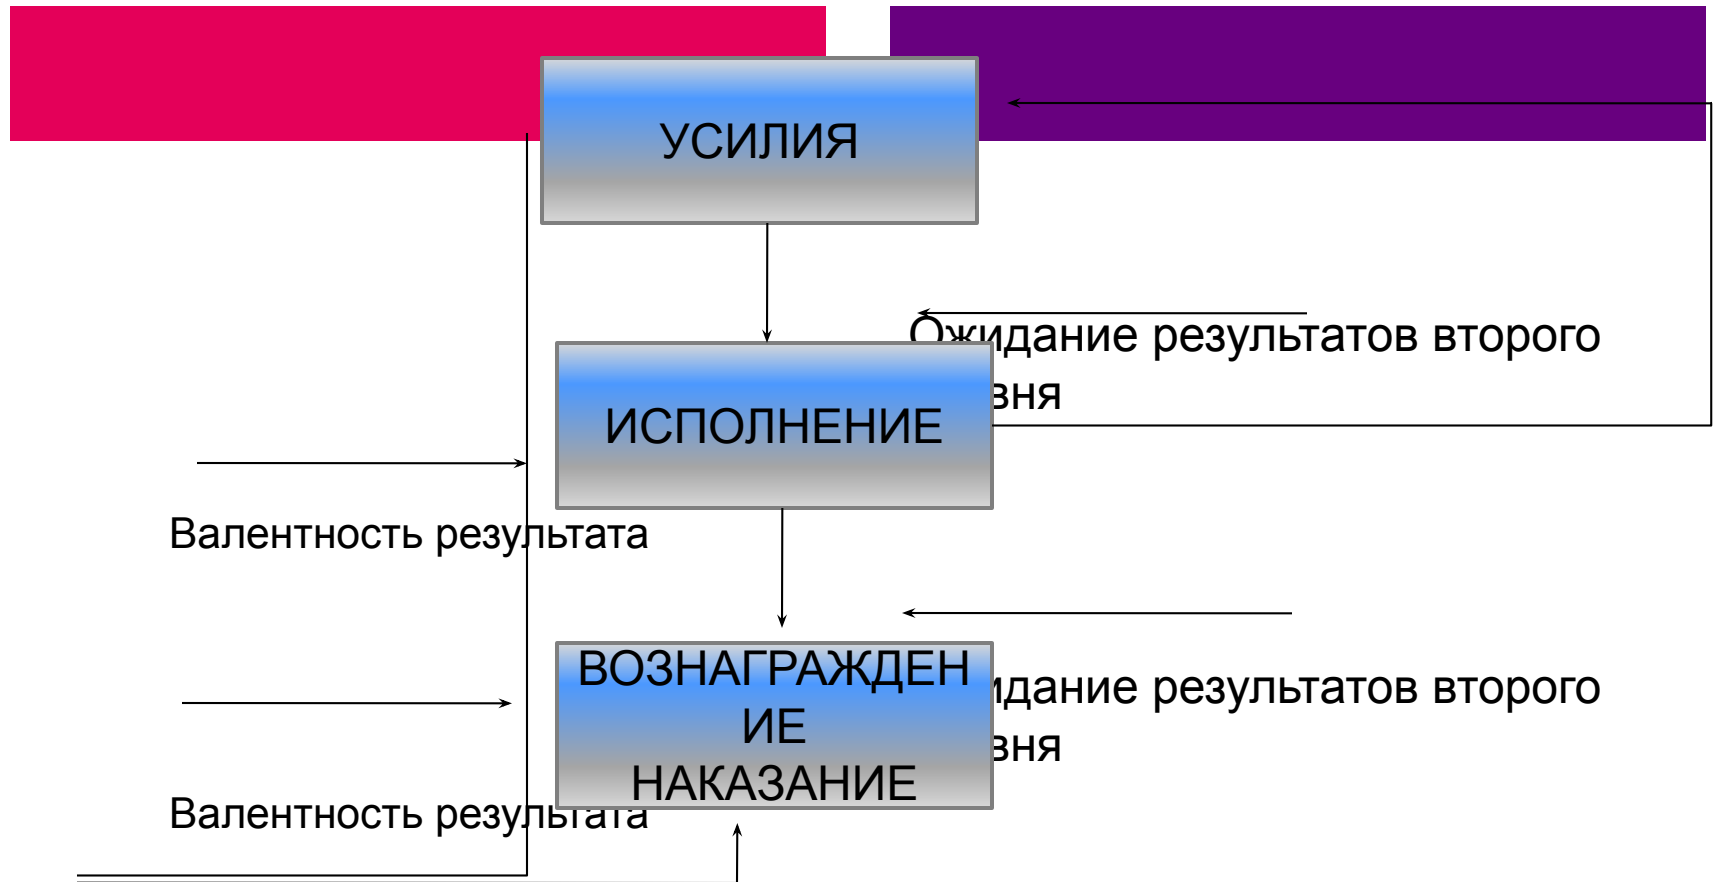 УСИЛИЯ
Ожидание результатов второго
вня
ИСПОЛНЕНИЕ
Валентность результата
ВОЗНАГРАЖДЕН
ИЕ
НАКАЗАНИЕ
идание результатов второго
вня
Валентность результата